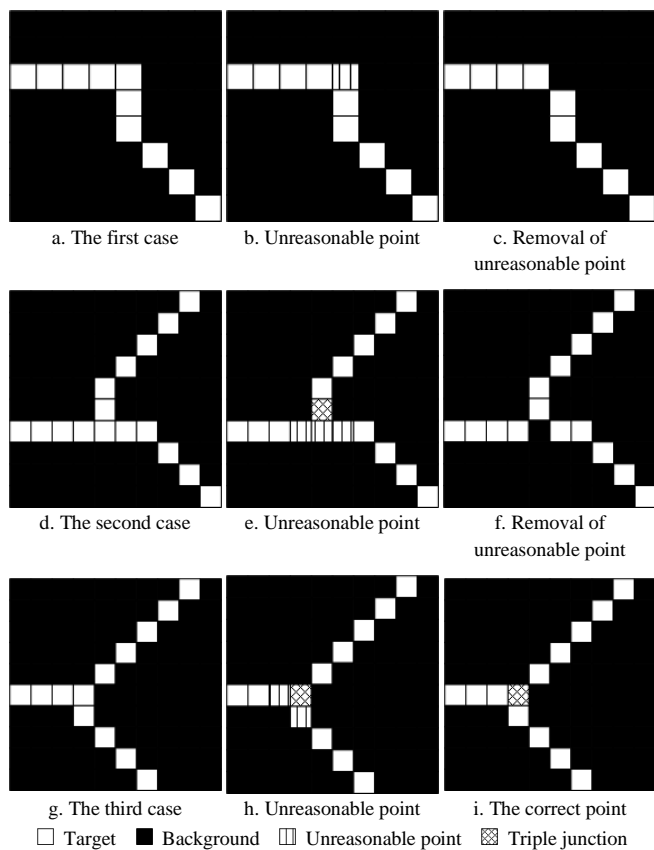 a. The first case
b. Unreasonable point
c. Removal of
unreasonable point
d. The second case
e. Unreasonable point
f. Removal of
unreasonable point
g. The third case
h. Unreasonable point
i. The correct point
Target
Background
Unreasonable point
Triple junction